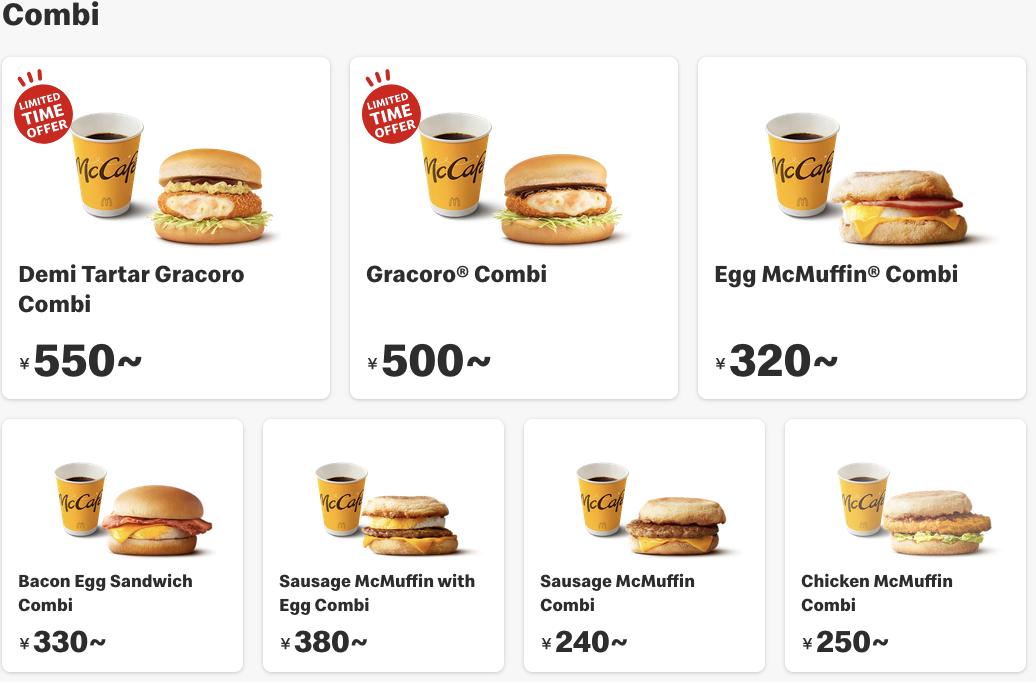 Combi
LIMITED
TIME
OFFER
McCafé
Demi Tartar Gracoro
Combi
¥550~
LIMITED
TIME
OFFER
McCafé
Gracoro® Combi
¥500~
McCafé
Egg McMuffin® Combi
¥320~
McCafé
Bacon Egg Sandwich
Combi
¥330~
McCafé
Sausage McMuffin with
Egg Combi
¥380~
McCafé
Sausage McMuffin
Combi
¥240~
McCafé
Chicken McMuffin
Combi
¥250~